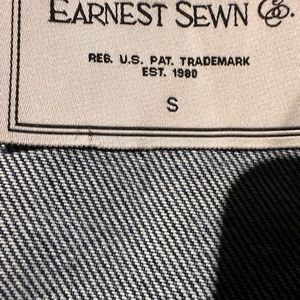 EARNEST SEWN Co.
REG. U.S. PAT. TRADEMARK
EST. 1980
S